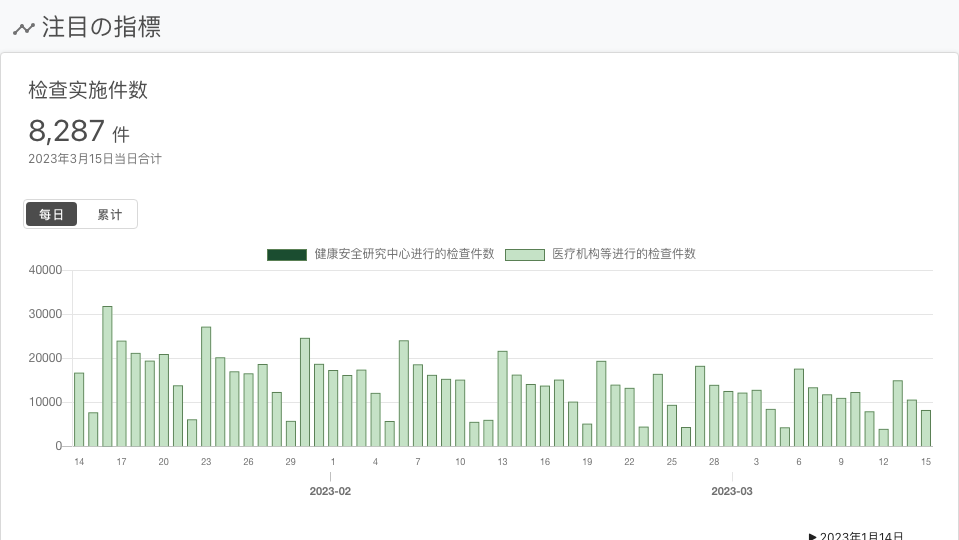 注目の指標
检查实施件数
8,287 件
2023年3月15日当日合计
每日 累计
健康安全研究中心进行的检查件数 医疗机构等进行的检查件数
40000
30000
20000
10000
0
14 17 20 23 26 29 1 4 7 10 13 16 19 22 25 28 3 6 9 12 15
2023-02 2023-03
▶ 2023年1月14日